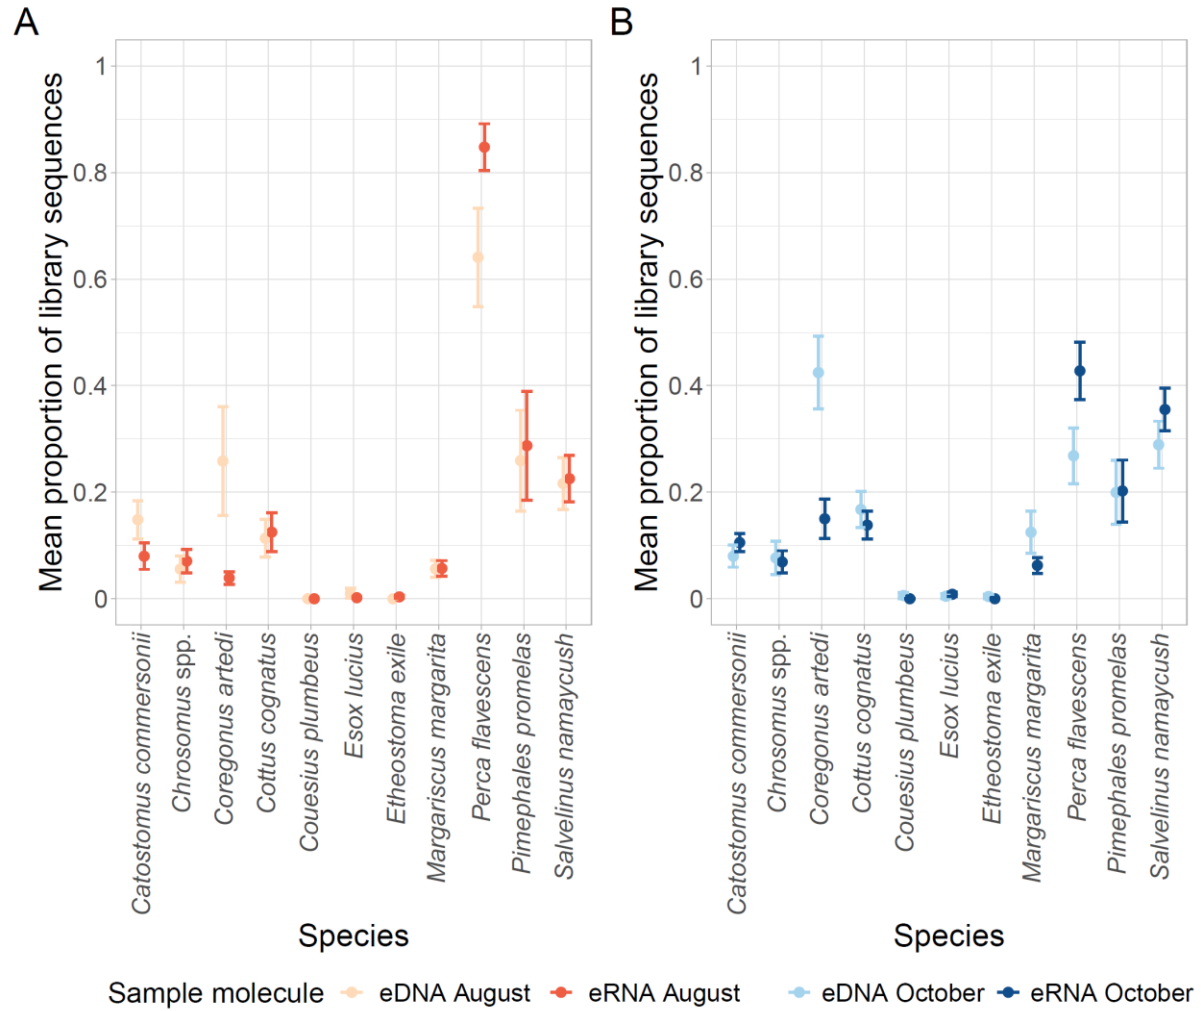 A
Mean proportion of library sequences
1
0.8
0.6
0.4
0.2
0
Catostomus commersonii
Chrosomus spp.
Coregonus artedi
Cottus cognatus
Couesius plumbeus
Esox lucius
Etheostoma exile
Margariscus margarita
Perca flavescens
Pimephales promelas
Salvelinus namaycush
Species
B
Mean proportion of library sequences
1
0.8
0.6
0.4
0.2
0
Catostomus commersonii
Chrosomus spp.
Coregonus artedi
Cottus cognatus
Couesius plumbeus
Esox lucius
Etheostoma exile
Margariscus margarita
Perca flavescens
Pimephales promelas
Salvelinus namaycush
Species
Sample molecule eDNA August eRNA August eDNA October eRNA October